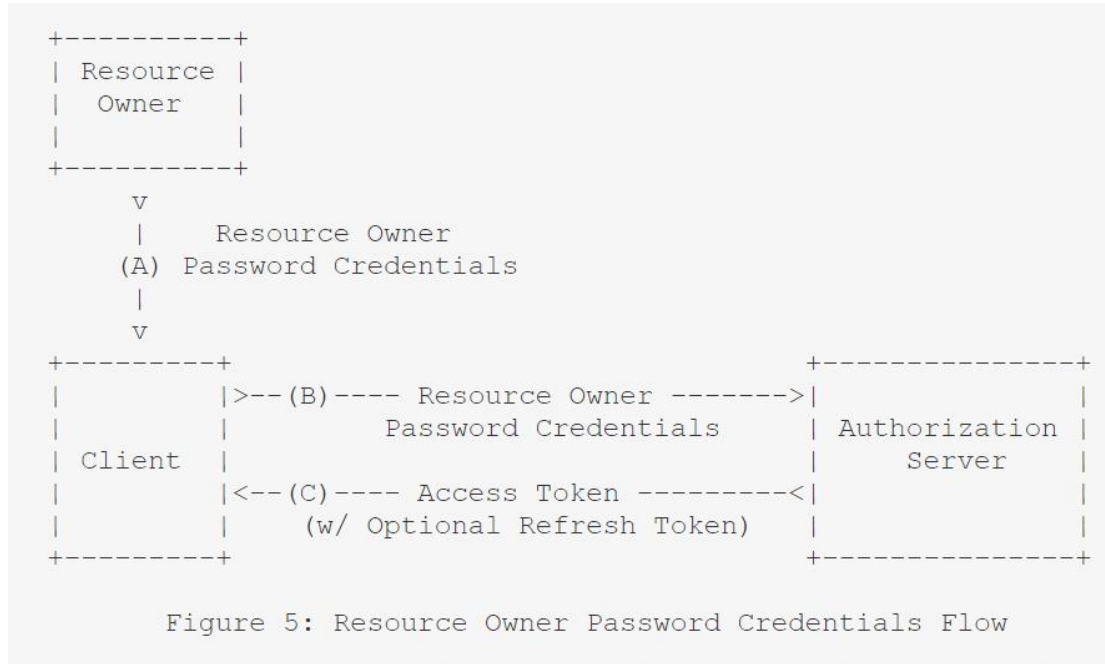 +----------+
| Resource |
|  Owner   |
|          |
+----------+
     v
     |    Resource Owner
    (A) Password Credentials
     |
     v
+---------+                                  +---------------+
|         |>--(B)---- Resource Owner ------->|               |
|         |         Password Credentials     | Authorization |
| Client  |                                  |     Server    |
|         |<--(C)---- Access Token ---------<|               |
|         |    (w/ Optional Refresh Token)   |               |
+---------+                                  +---------------+
Figure 5: Resource Owner Password Credentials Flow